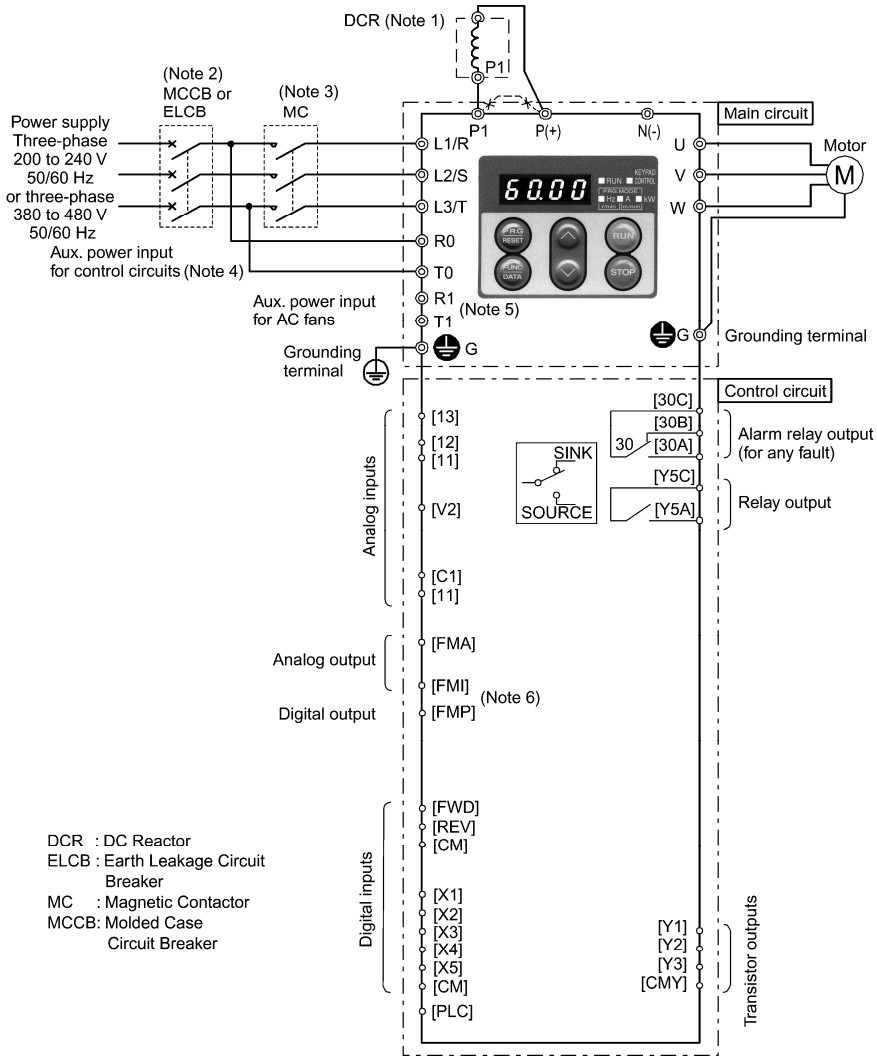 DCR (Note 1)
P1
(Note 2)
MCCB or
ELCB
(Note 3)
MC
Power supply
Three-phase
200 to 240 V
50/60 Hz
or three-phase
380 to 480 V
50/60 Hz
Aux. power input
for control circuits (Note 4)
Aux. power input
for AC fans
Grounding
terminal
P1
P(+)
N(-)
Main circuit
L1/R
L2/S
L3/T
R0
T0
R1
T1
(Note 5)
G
60.00
KEYPAD
RUN
CONTROL
PRG.MODE
Hz
A
kW
r/min
m/min
PRG
RESET
RUN
FUNC
DATA
STOP
U
V
W
Motor
M
G
Grounding terminal
Control circuit
Analog inputs
[13]
[12]
[11]
[V2]
[C1]
[11]
SINK
SOURCE
[30C]
[30B]
30
[30A]
Alarm relay output
(for any fault)
[Y5C]
[Y5A]
Relay output
Analog output
[FMA]
[FMI]
(Note 6)
Digital output
[FMP]
Digital inputs
[FWD]
[REV]
[CM]
[X1]
[X2]
[X3]
[X4]
[X5]
[CM]
[PLC]
[Y1]
[Y2]
[Y3]
[CMY]
Transistor outputs
DCR : DC Reactor
ELCB : Earth Leakage Circuit
Breaker
MC : Magnetic Contactor
MCCB: Molded Case
Circuit Breaker